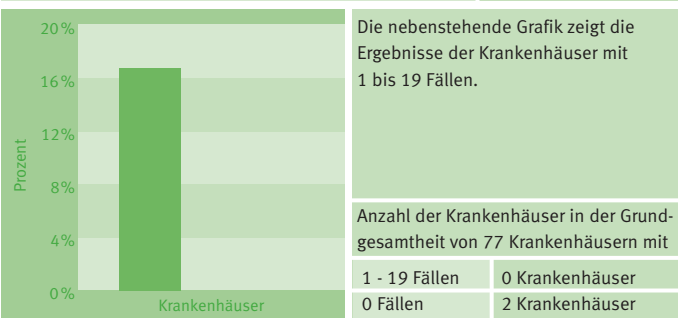 20%
16%
12%
8%
4%
0%
Prozent
Krankenhäuser
Die nebenstehende Grafik zeigt die
Ergebnisse der Krankenhäuser mit
1 bis 19 Fällen.
Anzahl der Krankenhäuser in der Grund-
gesamtheit von 77 Krankenhäusern mit
1 - 19 Fällen 0 Krankenhäuser
0 Fällen 2 Krankenhäuser